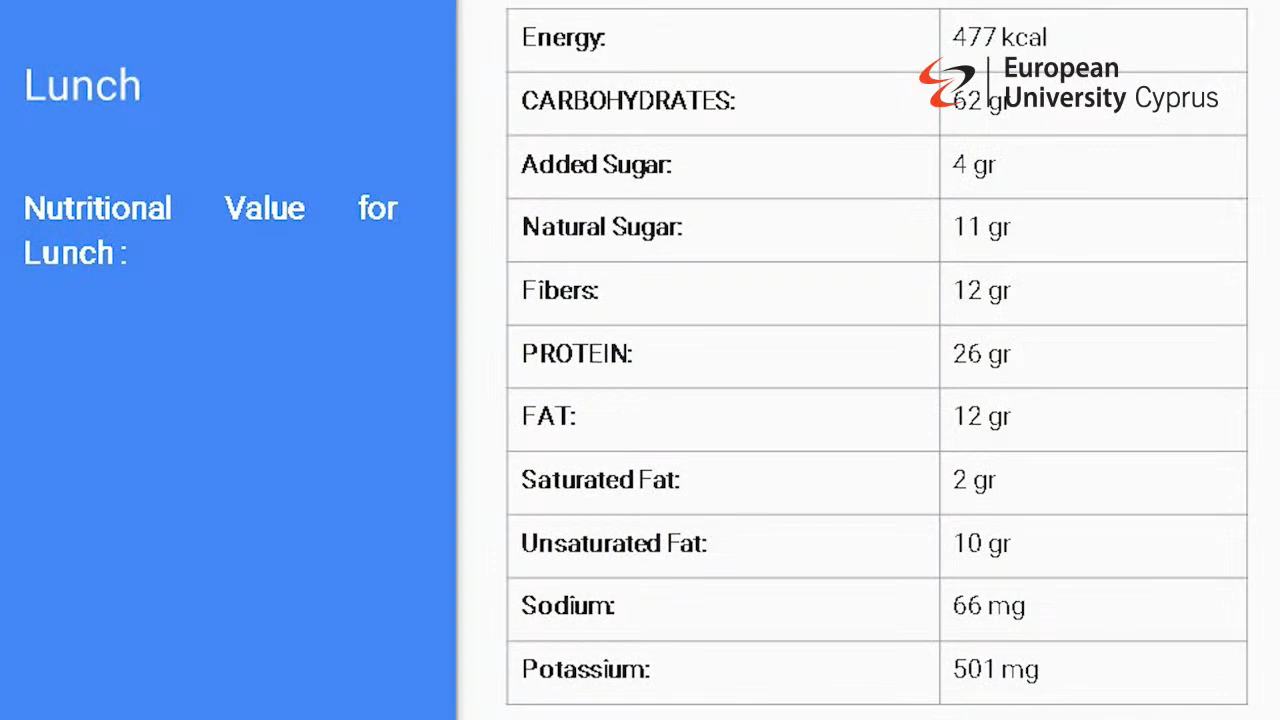 Lunch
Nutritional Value for
Lunch :
Energy: 477 kcal
CARBOHYDRATES: 62 gr
Added Sugar: 4 gr
Natural Sugar: 11 gr
Fibers: 12 gr
PROTEIN: 26 gr
FAT: 12 gr
Saturated Fat: 2 gr
Unsaturated Fat: 10 gr
Sodium: 66 mg
Potassium: 501 mg
European
University Cyprus